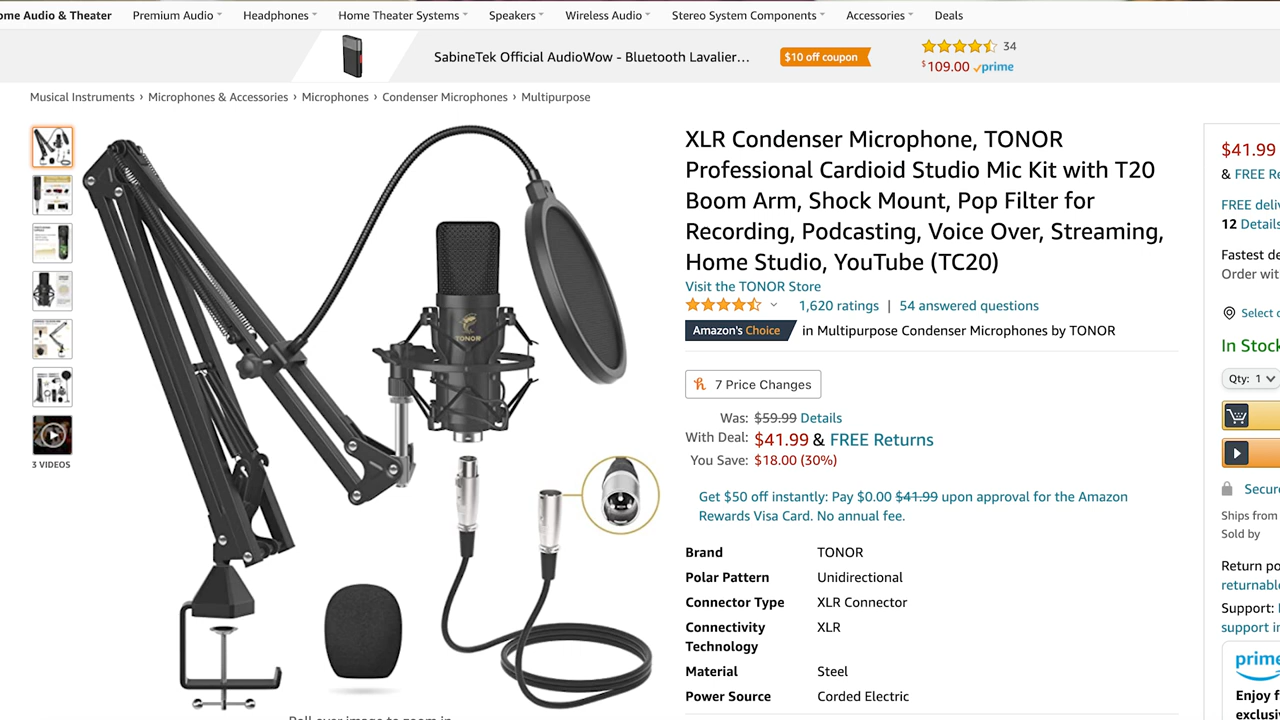 ome Audio & Theater Premium Audio Headphones Home Theater Systems Speakers Wireless Audio Stereo System Components Accessories Deals
SabineTek Official AudioWow - Bluetooth Lavalier... $10 off coupon 34
$109.00 prime
Musical Instruments › Microphones & Accessories › Microphones › Condenser Microphones › Multipurpose
XLR Condenser Microphone, TONOR
Professional Cardioid Studio Mic Kit with T20
Boom Arm, Shock Mount, Pop Filter for
Recording, Podcasting, Voice Over, Streaming,
Home Studio, YouTube (TC20)
Visit the TONOR Store
1,620 ratings | 54 answered questions
Amazon's Choice in Multipurpose Condenser Microphones by TONOR
7 Price Changes
Was: $59.99 Details
With Deal: $41.99 & FREE Returns
You Save: $18.00 (30%)
Get $50 off instantly: Pay $0.00 $41.99 upon approval for the Amazon
Rewards Visa Card. No annual fee.
Brand TONOR
Polar Pattern Unidirectional
Connector Type XLR Connector
Connectivity XLR
Technology
Material Steel
Power Source Corded Electric
TONOR
3 VIDEOS
Roll over image to zoom in
$41.99
& FREE Re
FREE deliv
12 Details
Fastest de
Order wit
Select
In Stock
Qty: 1
Secure
Ships from
Sold by
Return po
returnable
Support:
support in
prime
Enjoy f
exclusiv